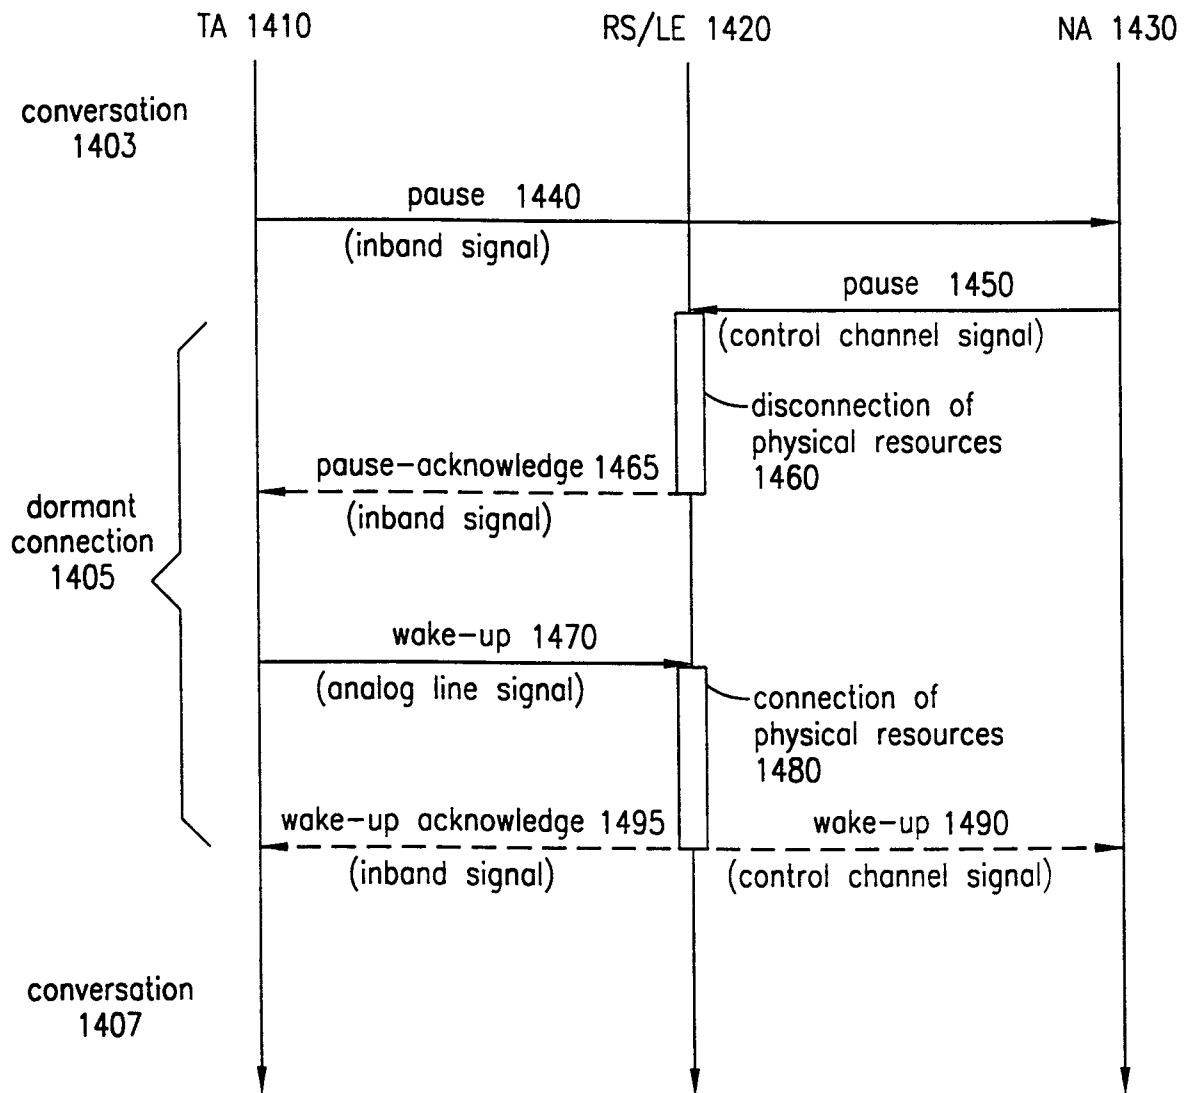 TA 1410
RS/LE 1420
NA 1430
conversation
1403
pause 1440
(inband signal)
pause 1450
(control channel signal)
disconnection of
physical resources
1460
pause-acknowledge 1465
(inband signal)
dormant
connection
1405
wake-up 1470
(analog line signal)
connection of
physical resources
1480
wake-up acknowledge 1495
(inband signal)
wake-up 1490
(control channel signal)
conversation
1407